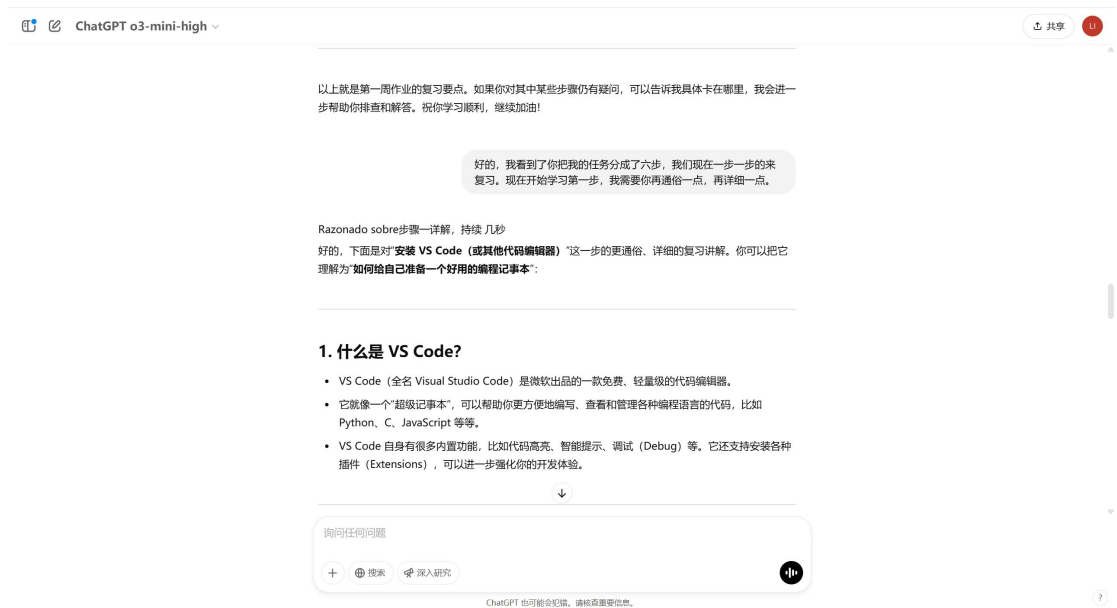 ChatGPT o3-mini-high
共享
LI
以上就是第一周作业的复习要点。如果你对其中某些步骤仍有疑问，可以告诉我具体卡在哪里，我会进一
步帮助你排查和解答。祝你学习顺利，继续加油！
好的，我看到了你把我的任务分成了六步，我们现在一步一步的来
复习。现在开始学习第一步，我需要你再通俗一点，再详细一点。
Razonado sobre步骤一详解，持续 几秒
好的，下面是对“安装 VS Code（或其他代码编辑器）”这一步的更通俗、详细的复习讲解。你可以把它
理解为“如何给自己准备一个好用的编程记事本”：
1. 什么是 VS Code?
• VS Code（全名 Visual Studio Code）是微软出品的一款免费、轻量级的代码编辑器。
• 它就像一个“超级记事本”，可以帮助你更方便地编写、查看和管理各种编程语言的代码，比如
Python、C、JavaScript 等等。
• VS Code 自身有很多内置功能，比如代码高亮、智能提示、调试（Debug）等。它还支持安装各种
插件（Extensions），可以进一步强化你的开发体验。
询问任何问题
搜索
深入研究
ChatGPT 也可能会犯错。请核查重要信息。
?